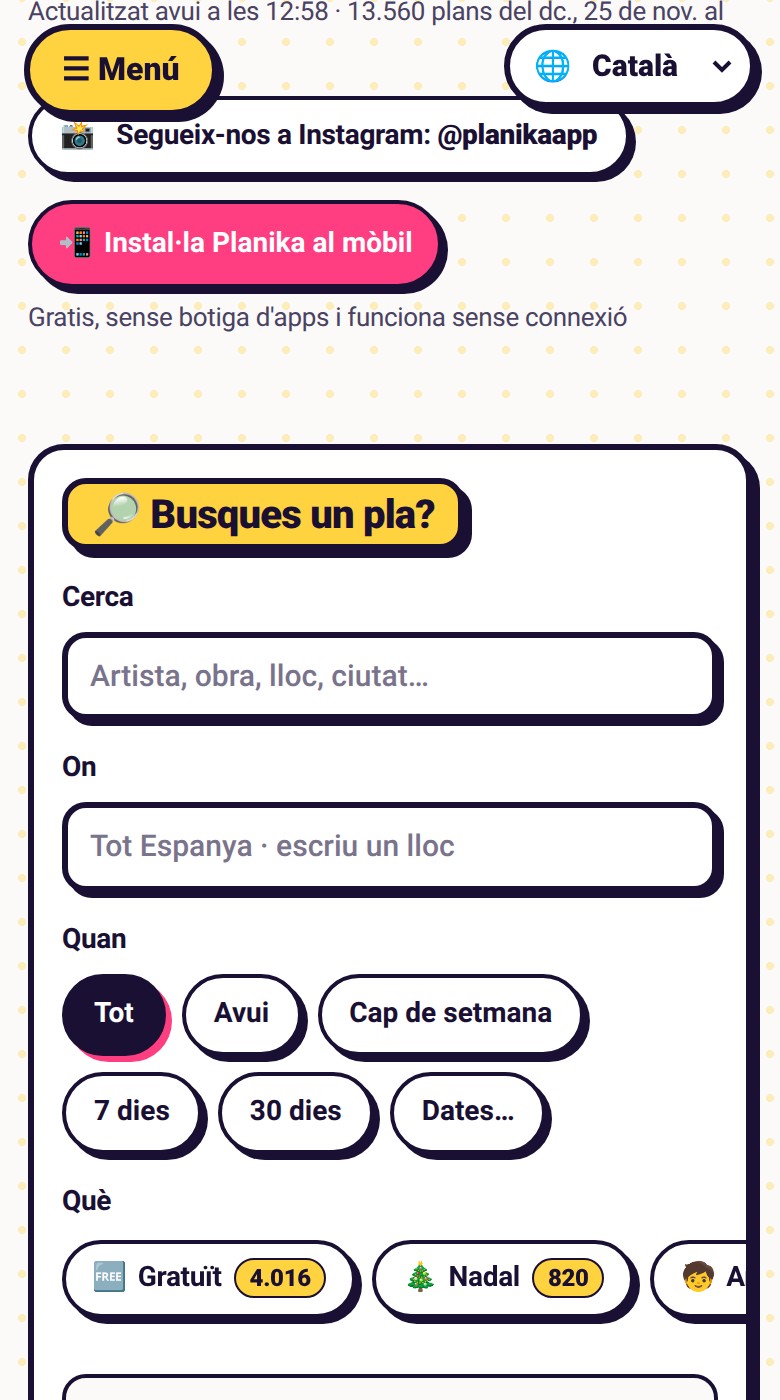 Actualitzat avui a les 12:58 · 13.560 plans del dc., 25 de nov. al
☰ Menú
Català
Segueix-nos a Instagram: @planikaapp
Instal·la Planika al mòbil
Gratis, sense botiga d'apps i funciona sense connexió
Busques un pla?
Cerca
Artista, obra, lloc, ciutat…
On
Tot Espanya · escriu un lloc
Quan
Tot Avui Cap de setmana
7 dies 30 dies Dates…
Què
FREE Gratuït 4.016 Nadal 820